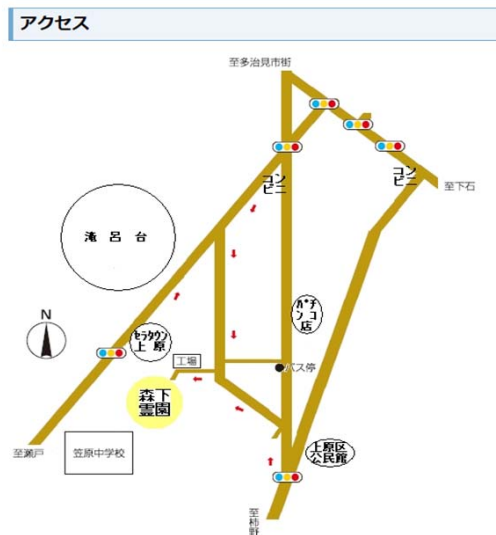 アクセス
至多治見市街
コン
ビニ
コン
ビニ
至下石
滝呂台
パチ
ンコ
店
N
セラタウン
上原
工場
バス停
森下
霊園
上原区
公民館
至瀬戸
笠原中学校
至柿野